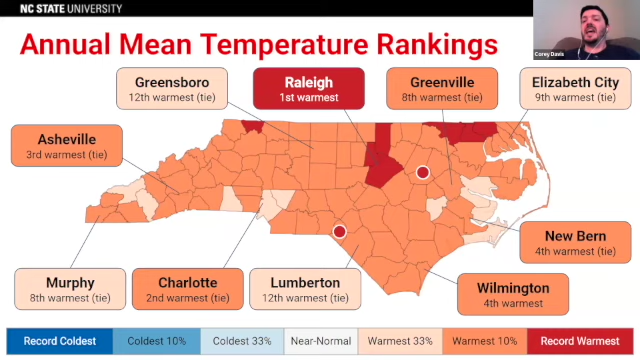 NC STATE UNIVERSITY
Annual Mean Temperature Rankings
Corey Davis
Greensboro
12th warmest (tie)
Raleigh
1st warmest
Greenville
8th warmest (tie)
Elizabeth City
9th warmest (tie)
Asheville
3rd warmest (tie)
New Bern
4th warmest (tie)
Murphy
8th warmest (tie)
Charlotte
2nd warmest (tie)
Lumberton
12th warmest (tie)
Wilmington
4th warmest
Record Coldest
Coldest 10%
Coldest 33%
Near-Normal
Warmest 33%
Warmest 10%
Record Warmest